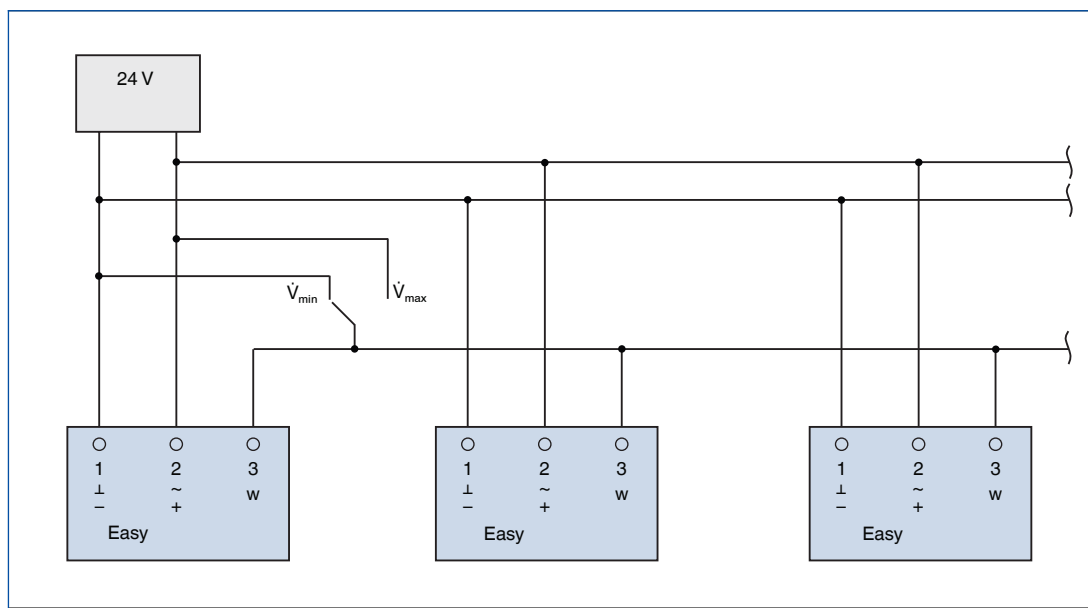 24 V
V̇min V̇max
1 2 3 1 2 3 1 2 3
⊥ ~ w ⊥ ~ w ⊥ ~ w
– + – + – +
Easy Easy Easy